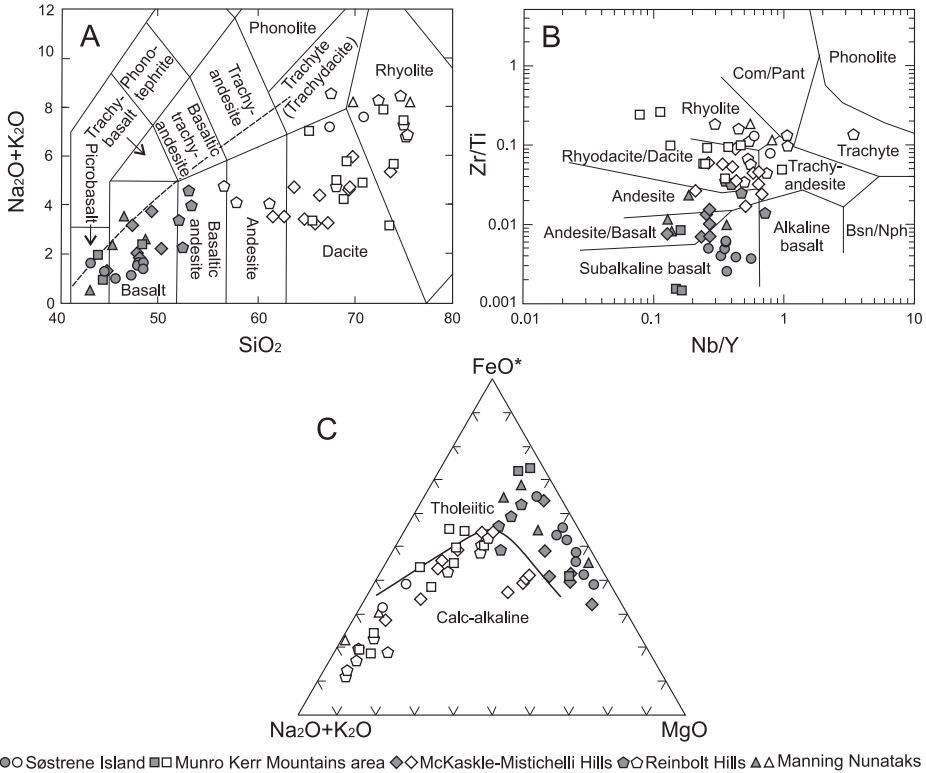 A
Na₂O+K₂O
12
10
8
6
4
2
0
40
50
60
70
80
SiO₂
Phonolite
Phono-
tephrite
Trachy-
andesite
Trachyte
(Trachydacite)
Rhyolite
Trachy-
basalt
Basaltic
trachy-
andesite
Picrobasalt
Basalt
Basaltic
andesite
Andesite
Dacite
B
Zr/Ti
1
0.1
0.01
0.001
0.01
0.1
1
10
Nb/Y
Phonolite
Com/Pant
Rhyolite
Trachyte
Rhyodacite/Dacite
Trachy-
andesite
Andesite
Andesite/Basalt
Alkaline
basalt
Bsn/Nph
Subalkaline basalt
C
FeO*
Tholeiitic
Calc-alkaline
Na₂O+K₂O
MgO
Søstrene Island Munro Kerr Mountains area McKaskle-Mistichelli Hills Reinbolt Hills Manning Nunataks